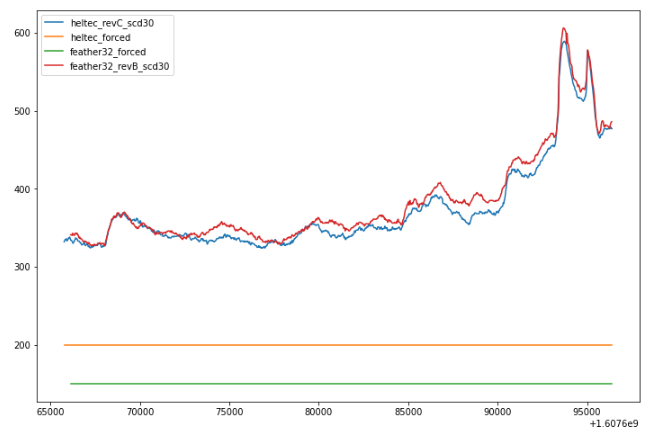 heltec_revC_scd30
heltec_forced
feather32_forced
feather32_revB_scd30
600
500
400
300
200
65000 70000 75000 80000 85000 90000 95000
+1.6076e9